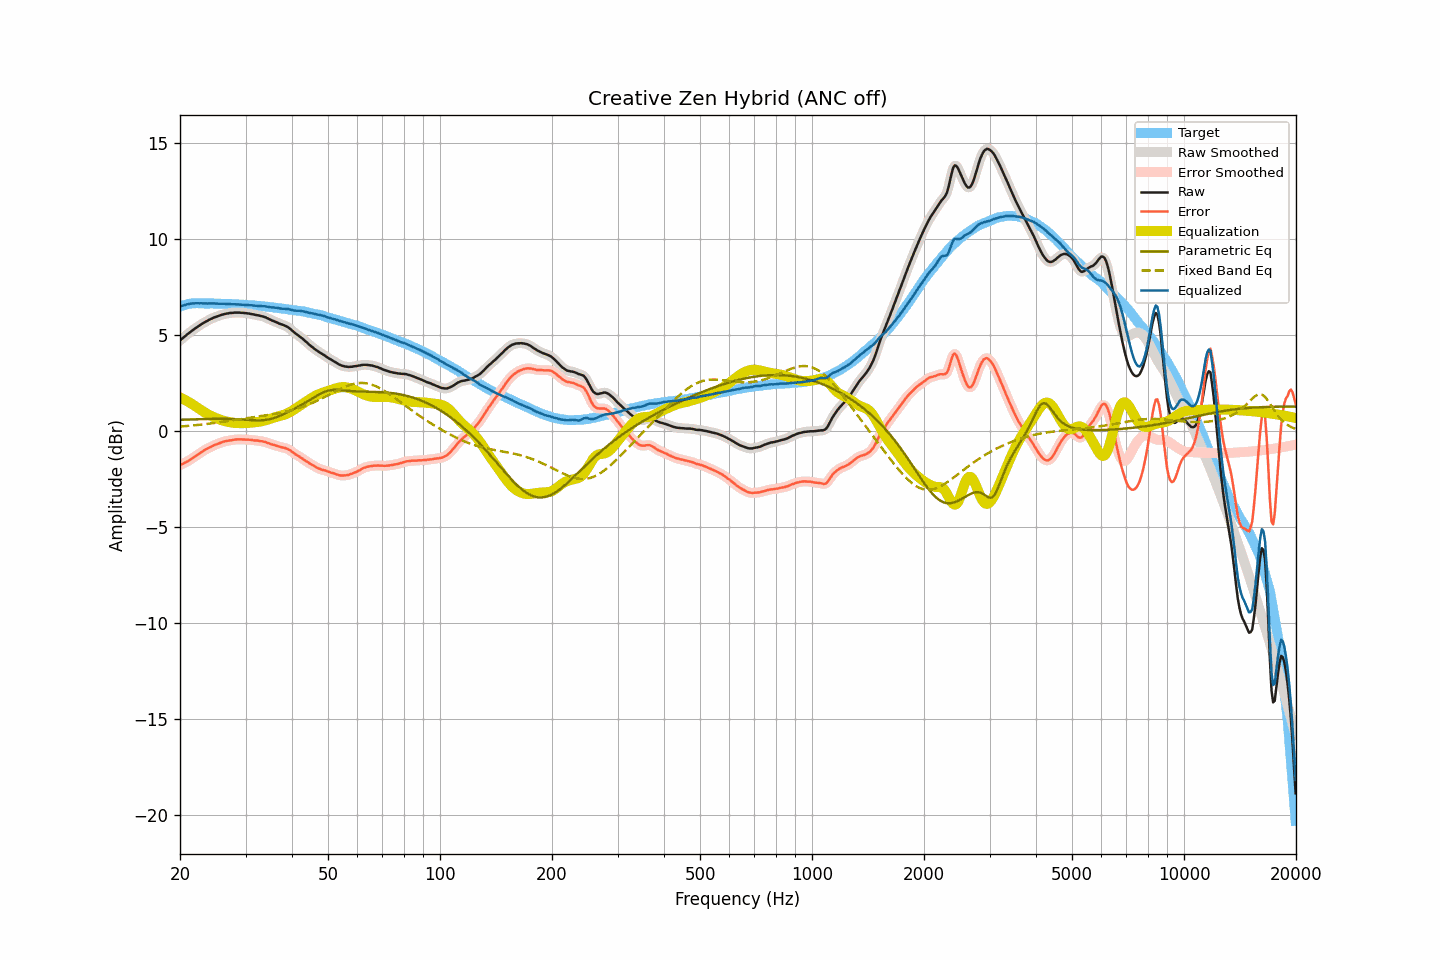 Creative Zen Hybrid (ANC off)
Target
Raw Smoothed
Error Smoothed
Raw
Error
Equalization
Parametric Eq
Fixed Band Eq
Equalized
15
10
5
0
−5
−10
−15
−20
Amplitude (dBr)
20 50 100 200 500 1000 2000 5000 10000 20000
Frequency (Hz)